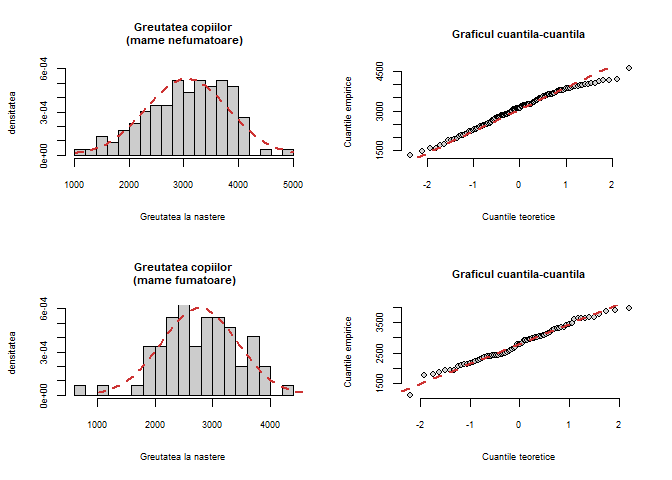 Greutatea copiilor
(mame nefumatoare)
densitatea
0e+00 3e-04 6e-04
1000 2000 3000 4000 5000
Greutatea la nastere
Graficul cuantila-cuantila
Cuantile empirice
1500 3000 4500
-2 -1 0 1 2
Cuantile teoretice
Greutatea copiilor
(mame fumatoare)
densitatea
0e+00 3e-04 6e-04
1000 2000 3000 4000
Greutatea la nastere
Graficul cuantila-cuantila
Cuantile empirice
1500 2500 3500
-2 -1 0 1 2
Cuantile teoretice